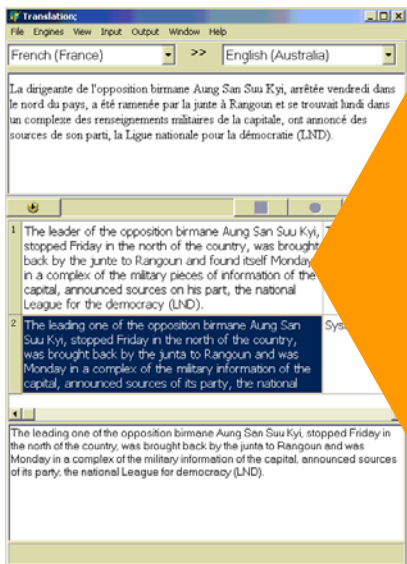 Translation;
File Engines View Input Output Window Help
French (France) >> English (Australia)
La dirigeante de l'opposition birmane Aung San Suu Kyi, arrêtée vendredi dans
le nord du pays, a été ramenée par la junte à Rangoun et se trouvait lundi dans
un complexe des renseignements militaires de la capitale, ont annoncé des
sources de son parti, la Ligue nationale pour la démocratie (LND).
1 The leader of the opposition birmane Aung San Suu Kyi,
stopped Friday in the north of the country, was brought
back by the junte to Rangoun and found itself Monday
in a complex of the military pieces of information of the
capital, announced sources on his part, the national
League for the democracy (LND).
2 The leading one of the opposition birmane Aung San
Suu Kyi, stopped Friday in the north of the country,
was brought back by the junta to Rangoun and was
Monday in a complex of the military information of the
capital, announced sources of its party, the national
The leading one of the opposition birmane Aung San Suu Kyi, stopped Friday in
the north of the country, was brought back by the junta to Rangoun and was
Monday in a complex of the military information of the capital, announced sources
of its party, the national League for democracy (LND).